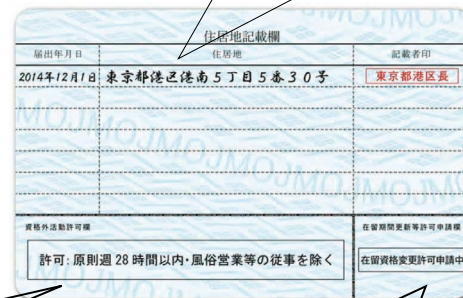 住居地記載欄
届出年月日 住居地 記載者印
2014年12月1日 東京都港区港南5丁目5番30号 東京都港区長
資格外活動許可欄 在留期間更新等許可申請欄
許可:原則週28時間以内・風俗営業等の従事を除く 在留資格変更許可申請中
MOJMOJMOJMOJMOJMOJ